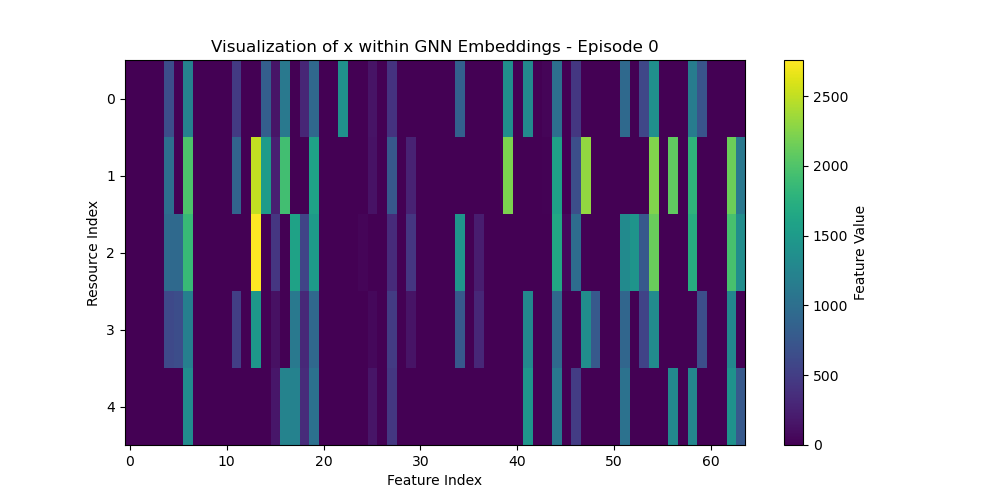 Visualization of x within GNN Embeddings - Episode 0
Resource Index
0
1
2
3
4
0 10 20 30 40 50 60
Feature Index
2500
2000
1500
1000
500
0
Feature Value